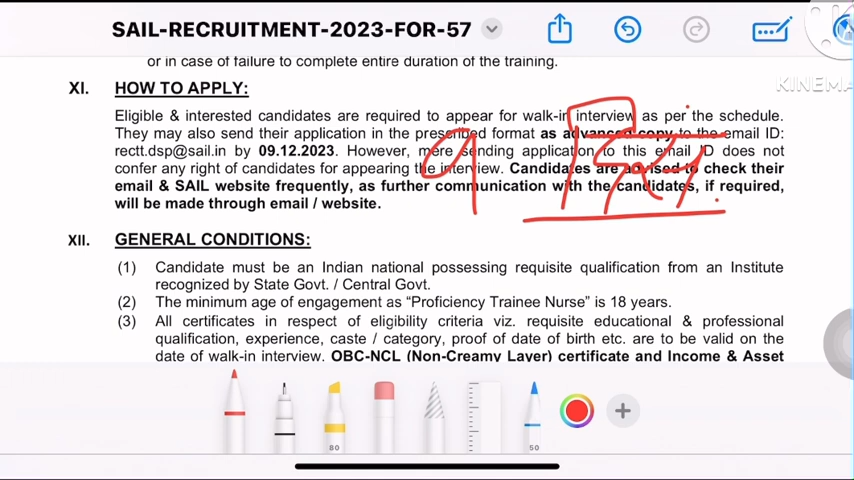 SAIL-RECRUITMENT-2023-FOR-57
KINEMA
or in case of failure to complete entire duration of the training.
XI. HOW TO APPLY:
Eligible & interested candidates are required to appear for walk-in interview as per the schedule.
They may also send their application in the prescribed format as advanced copy to the email ID:
rectt.dsp@sail.in by 09.12.2023. However, mere sending application to this email ID does not
confer any right of candidates for appearing the interview. Candidates are advised to check their
email & SAIL website frequently, as further communication with the candidates, if required,
will be made through email / website.
XII. GENERAL CONDITIONS:
(1) Candidate must be an Indian national possessing requisite qualification from an Institute
recognized by State Govt. / Central Govt.
(2) The minimum age of engagement as “Proficiency Trainee Nurse” is 18 years.
(3) All certificates in respect of eligibility criteria viz. requisite educational & professional
qualification, experience, caste / category, proof of date of birth etc. are to be valid on the
date of walk-in interview. OBC-NCL (Non-Creamy Layer) certificate and Income & Asset
80
50